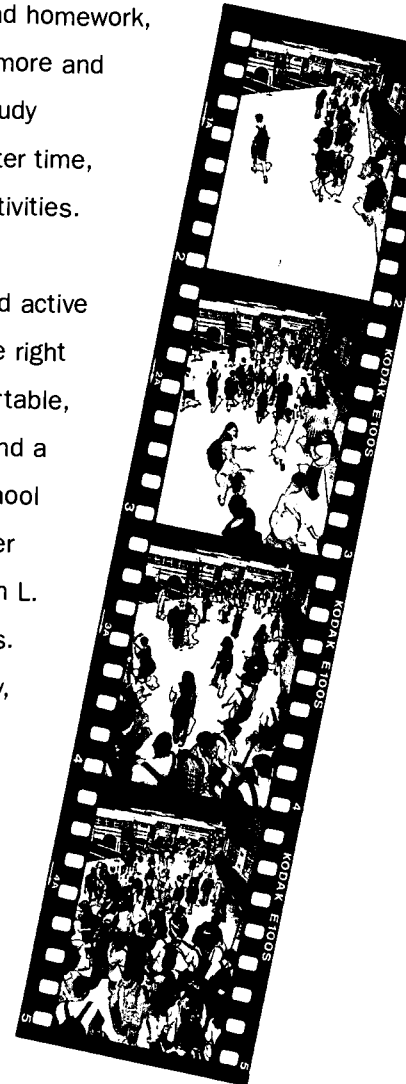 nd homework,
more and
udy
ter time,
tivities.
d active
e right
rtable,
nd a
hool
er
n L.
s.
y,
2
2
KODAK E100S
2A
3
3
KODAK E100S
3A
4
4
KODAK E100S
4A
5
5